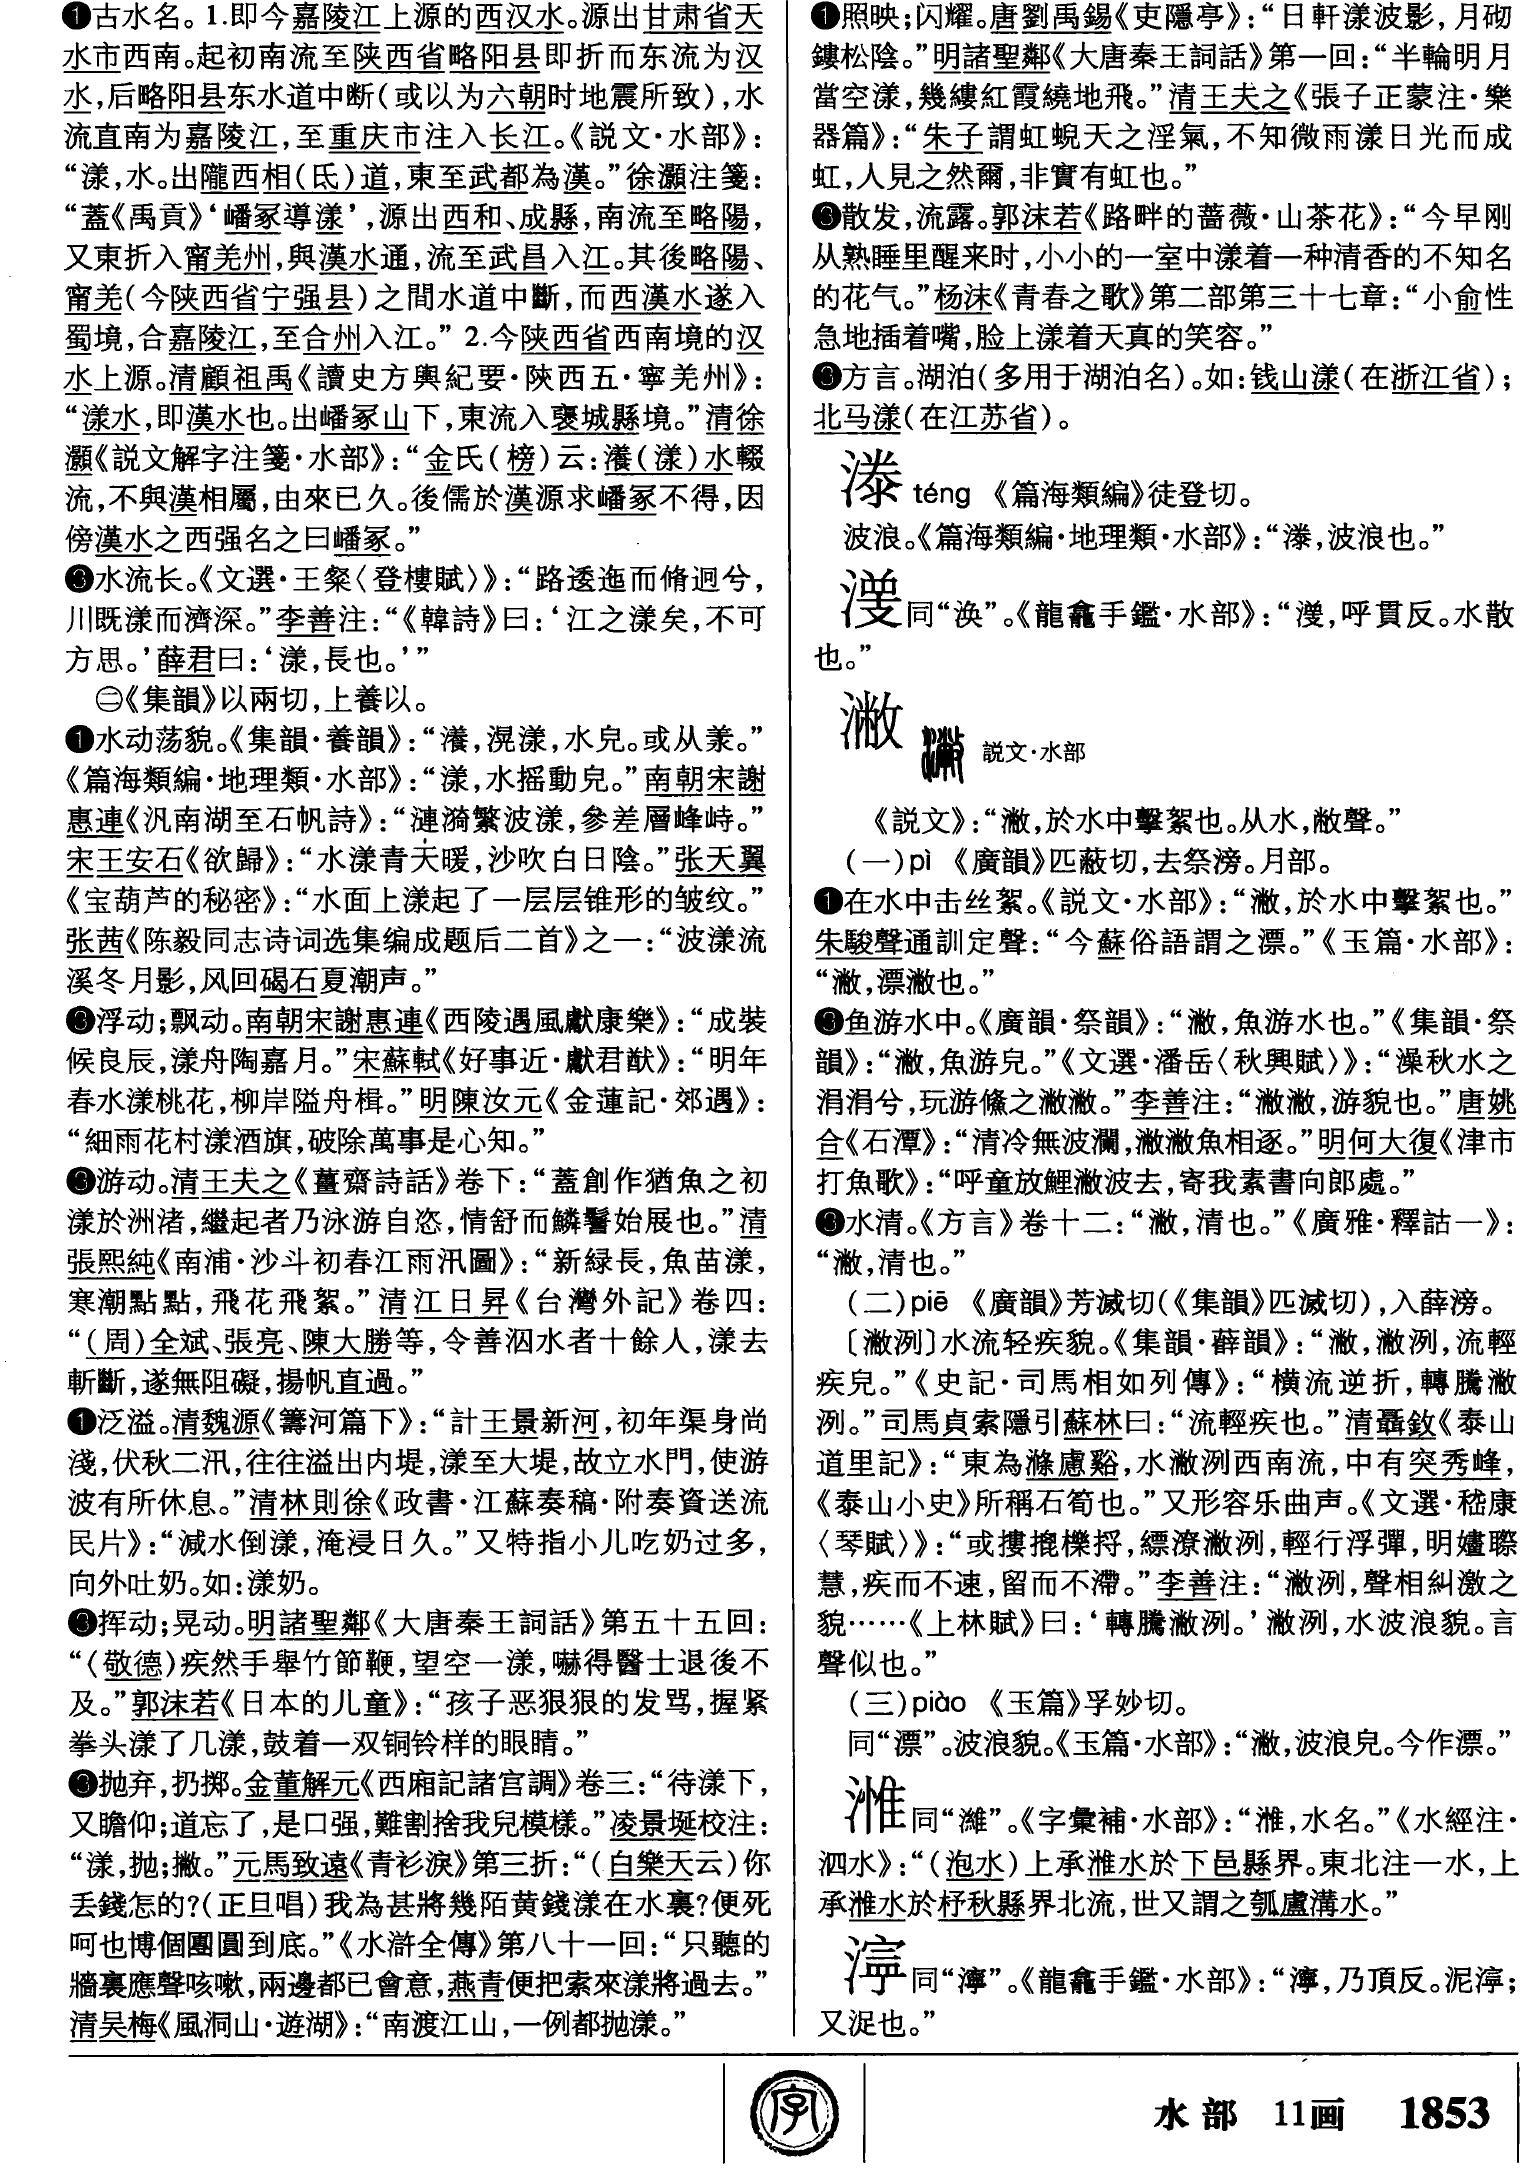 ❶古水名。1.即今嘉陵江上源的西汉水。源出甘肃省天
水市西南。起初南流至陕西省略阳县即折而东流为汉
水,后略阳县东水道中断(或以为六朝时地震所致),水
流直南为嘉陵江,至重庆市注入长江。《説文·水部》:
“漾,水。出隴西相(氐)道,東至武都為漢。”徐灝注箋:
“蓋《禹貢》‘嶓冢導漾’,源出西和、成縣,南流至略陽,
又東折入甯羌州,與漢水通,流至武昌入江。其後略陽、
甯羌(今陕西省宁强县)之間水道中斷,而西漢水遂入
蜀境,合嘉陵江,至合州入江。”2.今陕西省西南境的汉
水上源。清顧祖禹《讀史方輿紀要·陝西五·寧羌州》:
“漾水,即漢水也。出嶓冢山下,東流入襃城縣境。”清徐
灝《説文解字注箋·水部》:“金氏(榜)云:瀁(漾)水輟
流,不與漢相屬,由來已久。後儒於漢源求嶓冢不得,因
傍漢水之西强名之曰嶓冢。”
❸水流长。《文選·王粲〈登樓賦〉》:“路逶迤而脩迥兮,
川既漾而濟深。”李善注:“《韓詩》曰:‘江之漾矣,不可
方思。’薛君曰:‘漾,長也。’”
㊁《集韻》以兩切,上養以。
❶水动荡貌。《集韻·養韻》:“瀁,滉漾,水皃。或从羕。”
《篇海類編·地理類·水部》:“漾,水摇動皃。”南朝宋謝
惠連《汎南湖至石帆詩》:“漣漪繁波漾,參差層峰峙。”
宋王安石《欲歸》:“水漾青天暖,沙吹白日陰。”张天翼
《宝葫芦的秘密》:“水面上漾起了一层层锥形的皱纹。”
张茜《陈毅同志诗词选集编成题后二首》之一:“波漾流
溪冬月影,风回碣石夏潮声。”
❸浮动;飘动。南朝宋謝惠連《西陵遇風獻康樂》:“成裝
候良辰,漾舟陶嘉月。”宋蘇軾《好事近·獻君猷》:“明年
春水漾桃花,柳岸隘舟楫。”明陳汝元《金蓮記·郊遇》:
“細雨花村漾酒旗,破除萬事是心知。”
❸游动。清王夫之《薑齋詩話》卷下:“蓋創作猶魚之初
漾於洲渚,繼起者乃泳游自恣,情舒而鱗鬐始展也。”清
張熙純《南浦·沙斗初春江雨汛圖》:“新緑長,魚苗漾,
寒潮點點,飛花飛絮。”清江日昇《台灣外記》卷四:
“(周)全斌、張亮、陳大勝等,令善泅水者十餘人,漾去
斬斷,遂無阻礙,揚帆直過。”
❶泛溢。清魏源《籌河篇下》:“計王景新河,初年渠身尚
淺,伏秋二汛,往往溢出内堤,漾至大堤,故立水門,使游
波有所休息。”清林則徐《政書·江蘇奏稿·附奏資送流
民片》:“減水倒漾,淹浸日久。”又特指小儿吃奶过多,
向外吐奶。如:漾奶。
❸挥动;晃动。明諸聖鄰《大唐秦王詞話》第五十五回:
“(敬德)疾然手舉竹節鞭,望空一漾,嚇得醫士退後不
及。”郭沫若《日本的儿童》:“孩子恶狠狠的发骂,握紧
拳头漾了几漾,鼓着一双铜铃样的眼睛。”
❸抛弃,扔掷。金董解元《西廂記諸宫調》卷三:“待漾下,
又瞻仰;道忘了,是口强,難割捨我兒模樣。”凌景埏校注:
“漾,抛;撇。”元馬致遠《青衫淚》第三折:“(白樂天云)你
丢錢怎的?(正旦唱)我為甚將幾陌黄錢漾在水裏?便死
呵也博個團圓到底。”《水滸全傳》第八十一回:“只聽的
牆裏應聲咳嗽,兩邊都已會意,燕青便把索來漾將過去。”
清吴梅《風洞山·遊湖》:“南渡江山,一例都抛漾。”
❶照映;闪耀。唐劉禹錫《吏隱亭》:“日軒漾波影,月砌
鏤松陰。”明諸聖鄰《大唐秦王詞話》第一回:“半輪明月
當空漾,幾縷紅霞繞地飛。”清王夫之《張子正蒙注·樂
器篇》:“朱子謂虹蜺天之淫氣,不知微雨漾日光而成
虹,人見之然爾,非實有虹也。”
❸散发,流露。郭沫若《路畔的蔷薇·山茶花》:“今早刚
从熟睡里醒来时,小小的一室中漾着一种清香的不知名
的花气。”杨沫《青春之歌》第二部第三十七章:“小俞性
急地插着嘴,脸上漾着天真的笑容。”
❸方言。湖泊(多用于湖泊名)。如:钱山漾(在浙江省);
北马漾(在江苏省)。
漛 téng 《篇海類編》徒登切。
波浪。《篇海類編·地理類·水部》:“漛,波浪也。”
同“涣”。《龍龕手鑑·水部》:“,呼貫反。水散
也。”
潎 説文·水部
《説文》:“潎,於水中擊絮也。从水,敝聲。”
(一)pì 《廣韻》匹蔽切,去祭滂。月部。
❶在水中击丝絮。《説文·水部》:“潎,於水中擊絮也。”
朱駿聲通訓定聲:“今蘇俗語謂之漂。”《玉篇·水部》:
“潎,漂潎也。”
❸鱼游水中。《廣韻·祭韻》:“潎,魚游水也。”《集韻·祭
韻》:“潎,魚游皃。”《文選·潘岳〈秋興賦〉》:“澡秋水之
涓涓兮,玩游儵之潎潎。”李善注:“潎潎,游貌也。”唐姚
合《石潭》:“清冷無波瀾,潎潎魚相逐。”明何大復《津市
打魚歌》:“呼童放鯉潎波去,寄我素書向郎處。”
❸水清。《方言》卷十二:“潎,清也。”《廣雅·釋詁一》:
“潎,清也。”
(二)piē 《廣韻》芳滅切(《集韻》匹滅切),入薛滂。
〔潎洌〕水流轻疾貌。《集韻·薛韻》:“潎,潎洌,流輕
疾皃。”《史記·司馬相如列傳》:“横流逆折,轉騰潎
洌。”司馬貞索隱引蘇林曰:“流輕疾也。”清聶鈫《泰山
道里記》:“東為滌慮谿,水潎洌西南流,中有突秀峰,
《泰山小史》所稱石筍也。”又形容乐曲声。《文選·嵇康
〈琴賦〉》:“或摟㨹櫟捋,縹潦潎洌,輕行浮彈,明嫿䁱
慧,疾而不速,留而不滯。”李善注:“潎洌,聲相糾激之
貌……《上林賦》曰:‘轉騰潎洌。’潎洌,水波浪貌。言
聲似也。”
(三)piào 《玉篇》孚妙切。
同“漂”。波浪貌。《玉篇·水部》:“潎,波浪皃。今作漂。”
漼同“濰”。《字彙補·水部》:“,水名。”《水經注·
泗水》:“(泡水)上承水於下邑縣界。東北注一水,上
承水於杼秋縣界北流,世又謂之瓠盧溝水。”
同“濘”。《龍龕手鑑·水部》:“濘,乃頂反。泥濘;
又浞也。”
水部 11画 1853